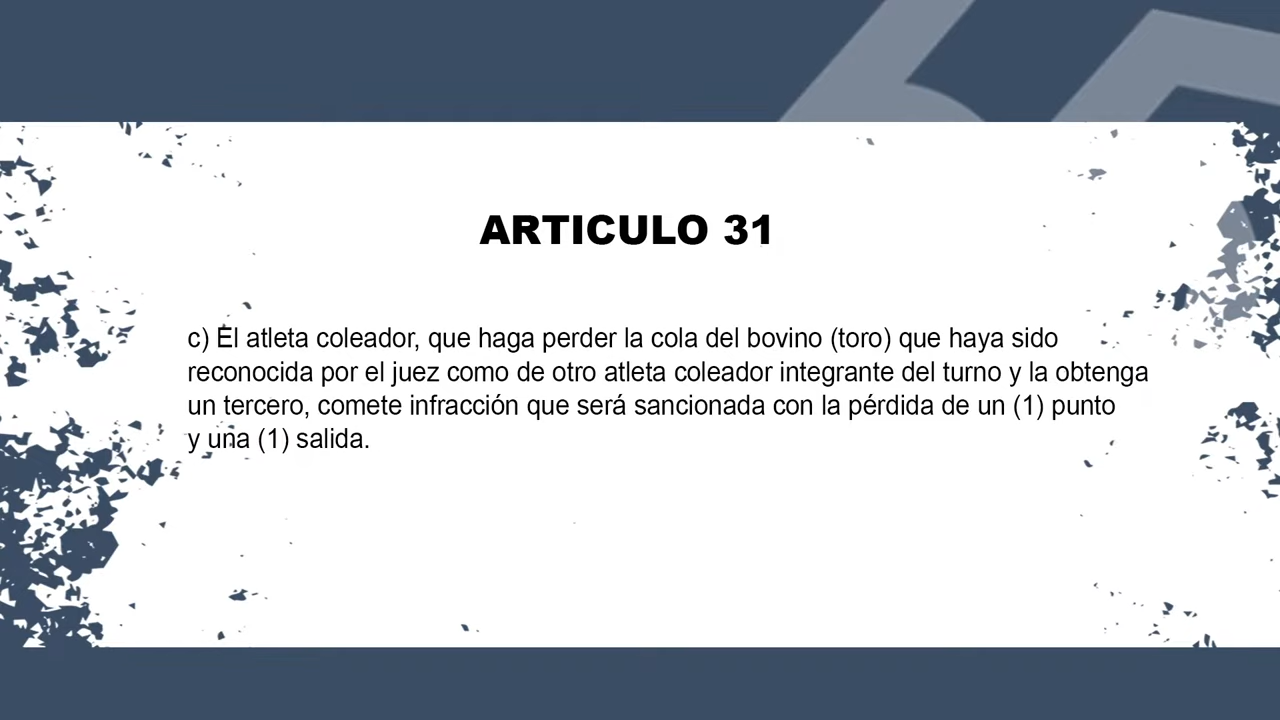 ARTICULO 31
c) El atleta coleador, que haga perder la cola del bovino (toro) que haya sido
reconocida por el juez como de otro atleta coleador integrante del turno y la obtenga
un tercero, comete infracción que será sancionada con la pérdida de un (1) punto
y una (1) salida.